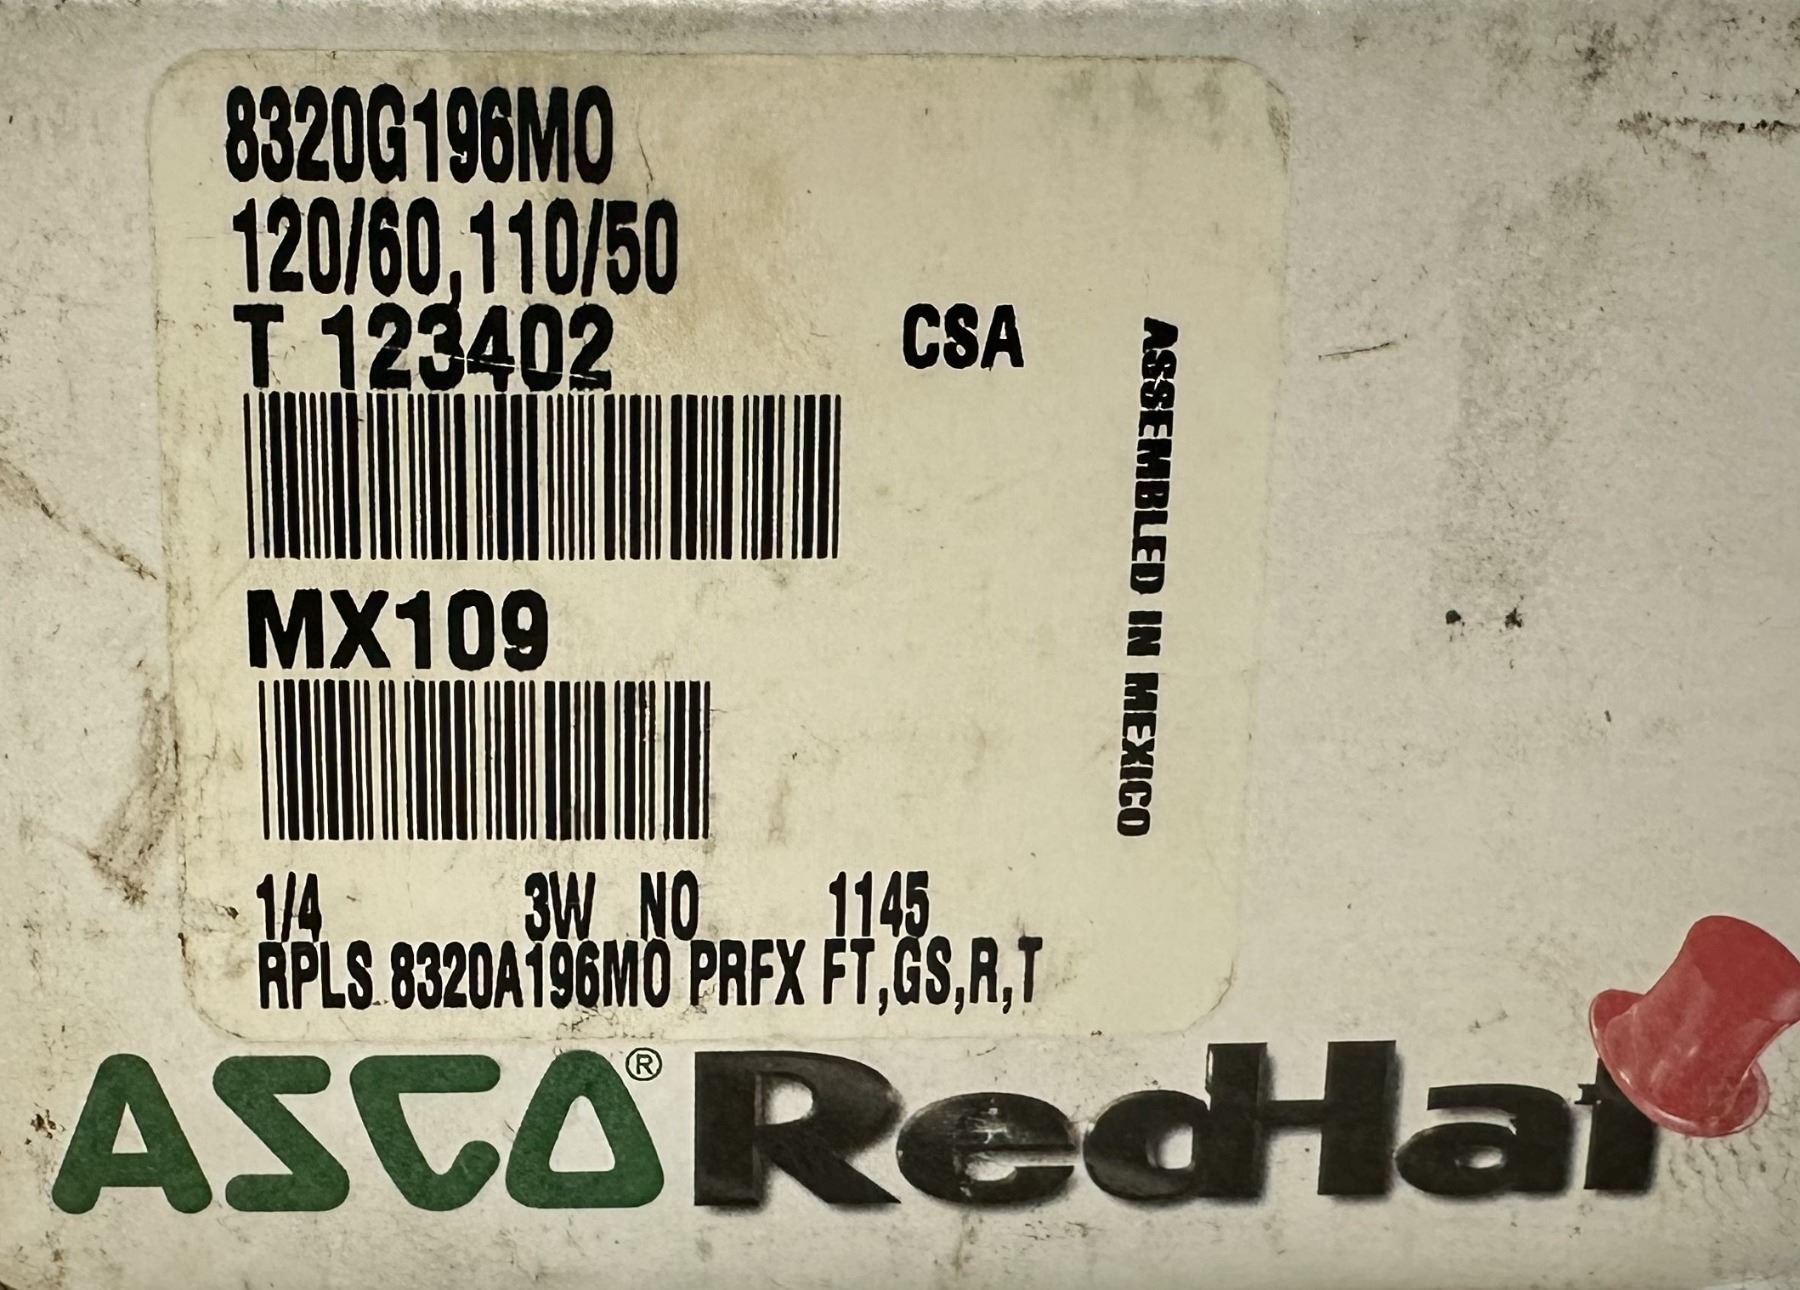 8320G196MO
120/60,110/50
T 123402
CSA
MX109
1/4 3W NO 1145
RPLS 8320A196MO PRFX FT,GS,R,T
ASSEMBLED IN MEXICO
ASCO® RedHat